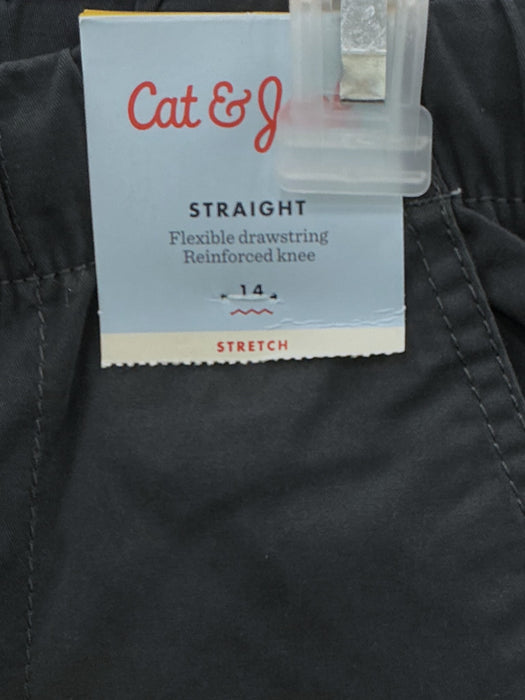 Cat & J
STRAIGHT
Flexible drawstring
Reinforced knee
14
STRETCH